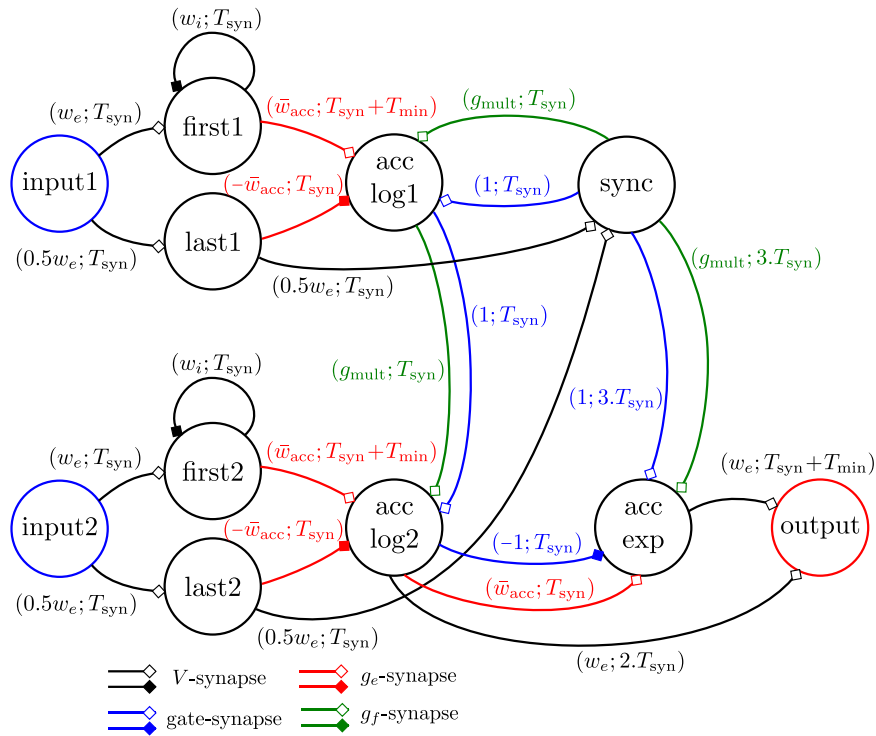 (w_i; T_syn)
(w_e; T_syn)
first1
(w̄_acc; T_syn + T_min)
(g_mult; T_syn)
input1
acc
log1
sync
(−w̄_acc; T_syn)
(1; T_syn)
last1
(0.5w_e; T_syn)
(0.5w_e; T_syn)
(g_mult; 3.T_syn)
(1; T_syn)
(w_i; T_syn)
(g_mult; T_syn)
(1; 3.T_syn)
(w_e; T_syn)
first2
(w̄_acc; T_syn + T_min)
(w_e; T_syn + T_min)
input2
acc
log2
acc
exp
output
(−w̄_acc; T_syn)
(−1; T_syn)
last2
(w̄_acc; T_syn)
(0.5w_e; T_syn)
(0.5w_e; T_syn)
(w_e; 2.T_syn)
V-synapse
g_e-synapse
gate-synapse
g_f-synapse